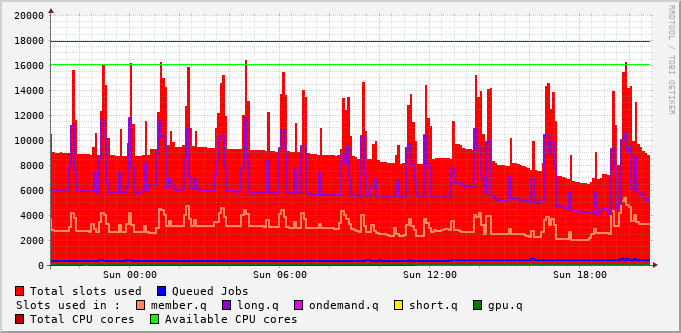 20000
18000
16000
14000
12000
10000
8000
6000
4000
2000
0
Sun 00:00 Sun 06:00 Sun 12:00 Sun 18:00
RRDTOOL / TOBI OETIKER
Total slots used Queued Jobs
Slots used in : member.q long.q ondemand.q short.q gpu.q
Total CPU cores Available CPU cores